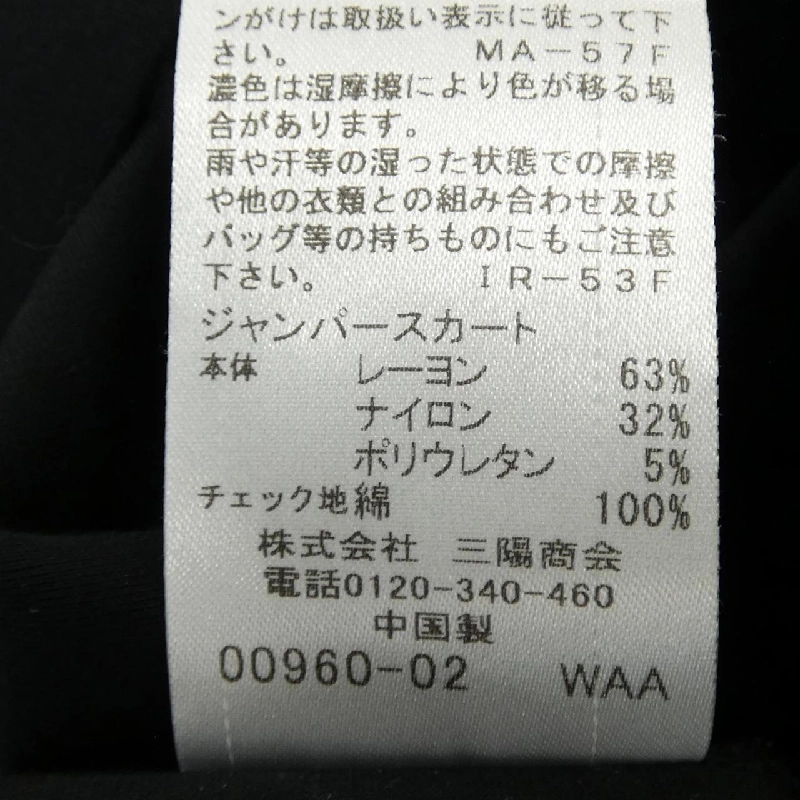 ンがけは取扱い表示に従って下
さい。 MA-57F
濃色は湿摩擦により色が移る場
合があります。
雨や汗等の湿った状態での摩擦
や他の衣類との組み合わせ及び
バッグ等の持ちものにもご注意
下さい。 IR-53F
ジャンパースカート
本体 レーヨン 63%
ナイロン 32%
ポリウレタン 5%
チェック地綿 100%
株式会社 三陽商会
電話0120-340-460
中国製
00960-02 WAA